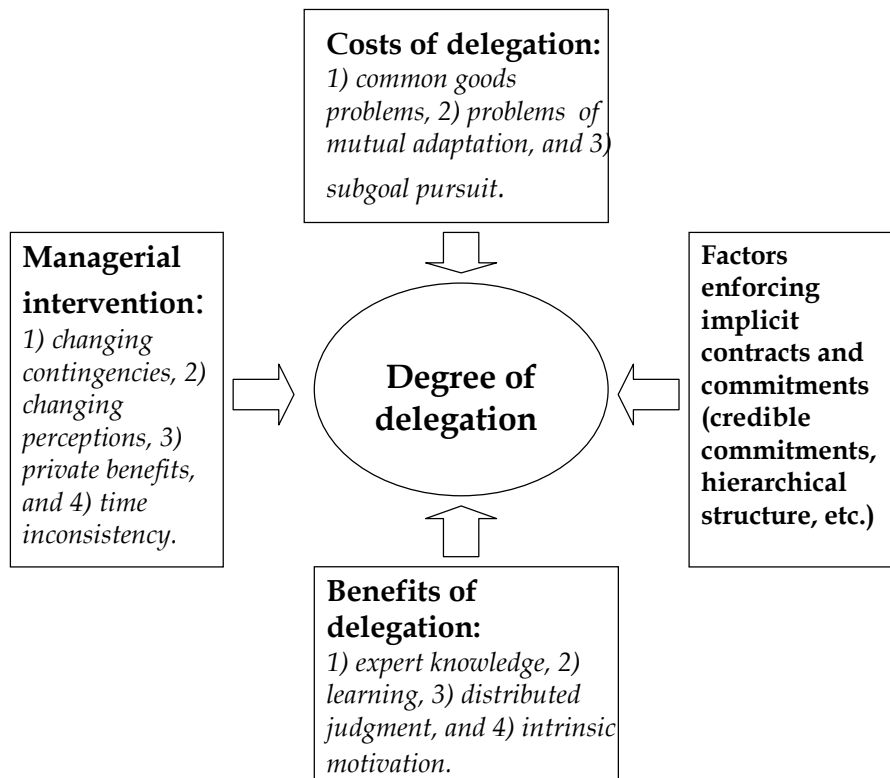 Costs of delegation:
1) common goods
problems, 2) problems of
mutual adaptation, and 3)
subgoal pursuit.
Managerial
intervention:
1) changing
contingencies, 2)
changing
perceptions, 3)
private benefits,
and 4) time
inconsistency.
Degree of
delegation
Factors
enforcing
implicit
contracts and
commitments
(credible
commitments,
hierarchical
structure, etc.)
Benefits of
delegation:
1) expert knowledge, 2)
learning, 3) distributed
judgment, and 4) intrinsic
motivation.